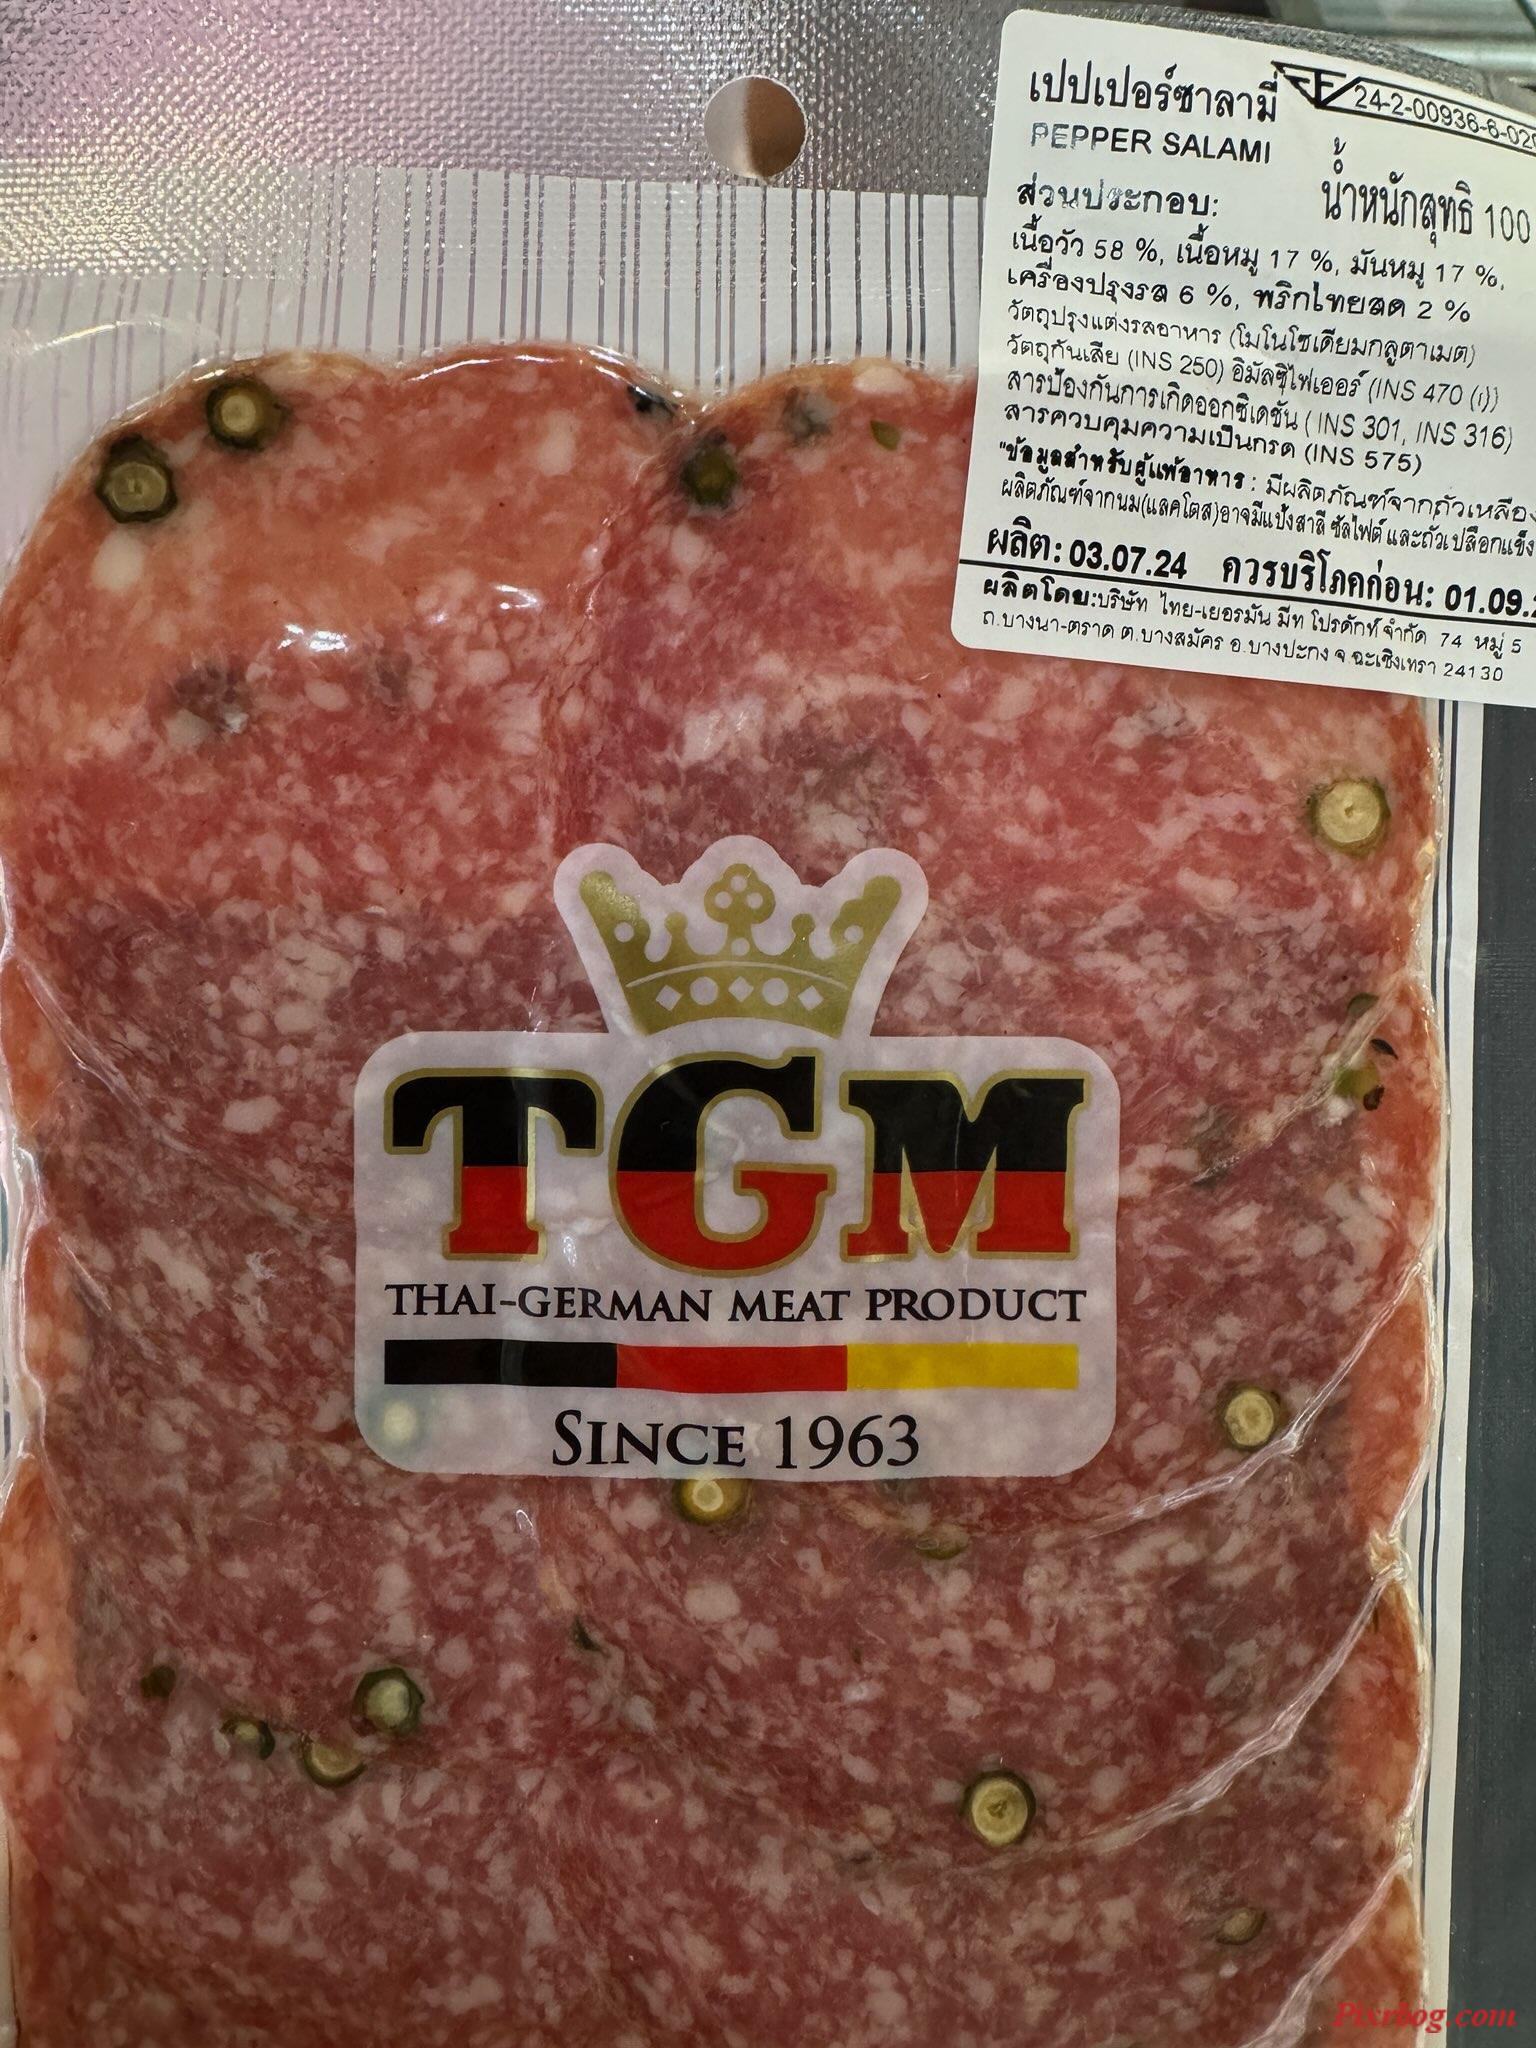 เปปเปอร์ซาลามี่
24-2-00936-6-020
PEPPER SALAMI
น้ำหนักสุทธิ 100
ส่วนประกอบ:
เนื้อวัว 58 %, เนื้อหมู 17 %, มันหมู 17 %,
เครื่องปรุงรส 6 %, พริกไทยสด 2 %
วัตถุปรุงแต่งรสอาหาร (โมโนโซเดียมกลูตาเมต)
วัตถุกันเสีย (INS 250) อิมัลซิไฟเออร์ (INS 470 (i))
สารป้องกันการเกิดออกซิเดชัน ( INS 301, INS 316)
สารควบคุมความเป็นกรด (INS 575)
"ข้อมูลสำหรับผู้แพ้อาหาร : มีผลิตภัณฑ์จากถั่วเหลือง
ผลิตภัณฑ์จากนม(แลคโตส)อาจมีแป้งสาลี ซัลไฟต์ และถั่วเปลือกแข็ง
ผลิต: 03.07.24 ควรบริโภคก่อน: 01.09.
ผลิตโดย:บริษัท ไทย-เยอรมัน มีท โปรดักท์ จำกัด 74 หมู่ 5
ถ.บางนา-ตราด ต.บางสมัคร อ.บางปะกง จ.ฉะเชิงเทรา 24130
TGM
THAI-GERMAN MEAT PRODUCT
SINCE 1963
Pixrbog.com